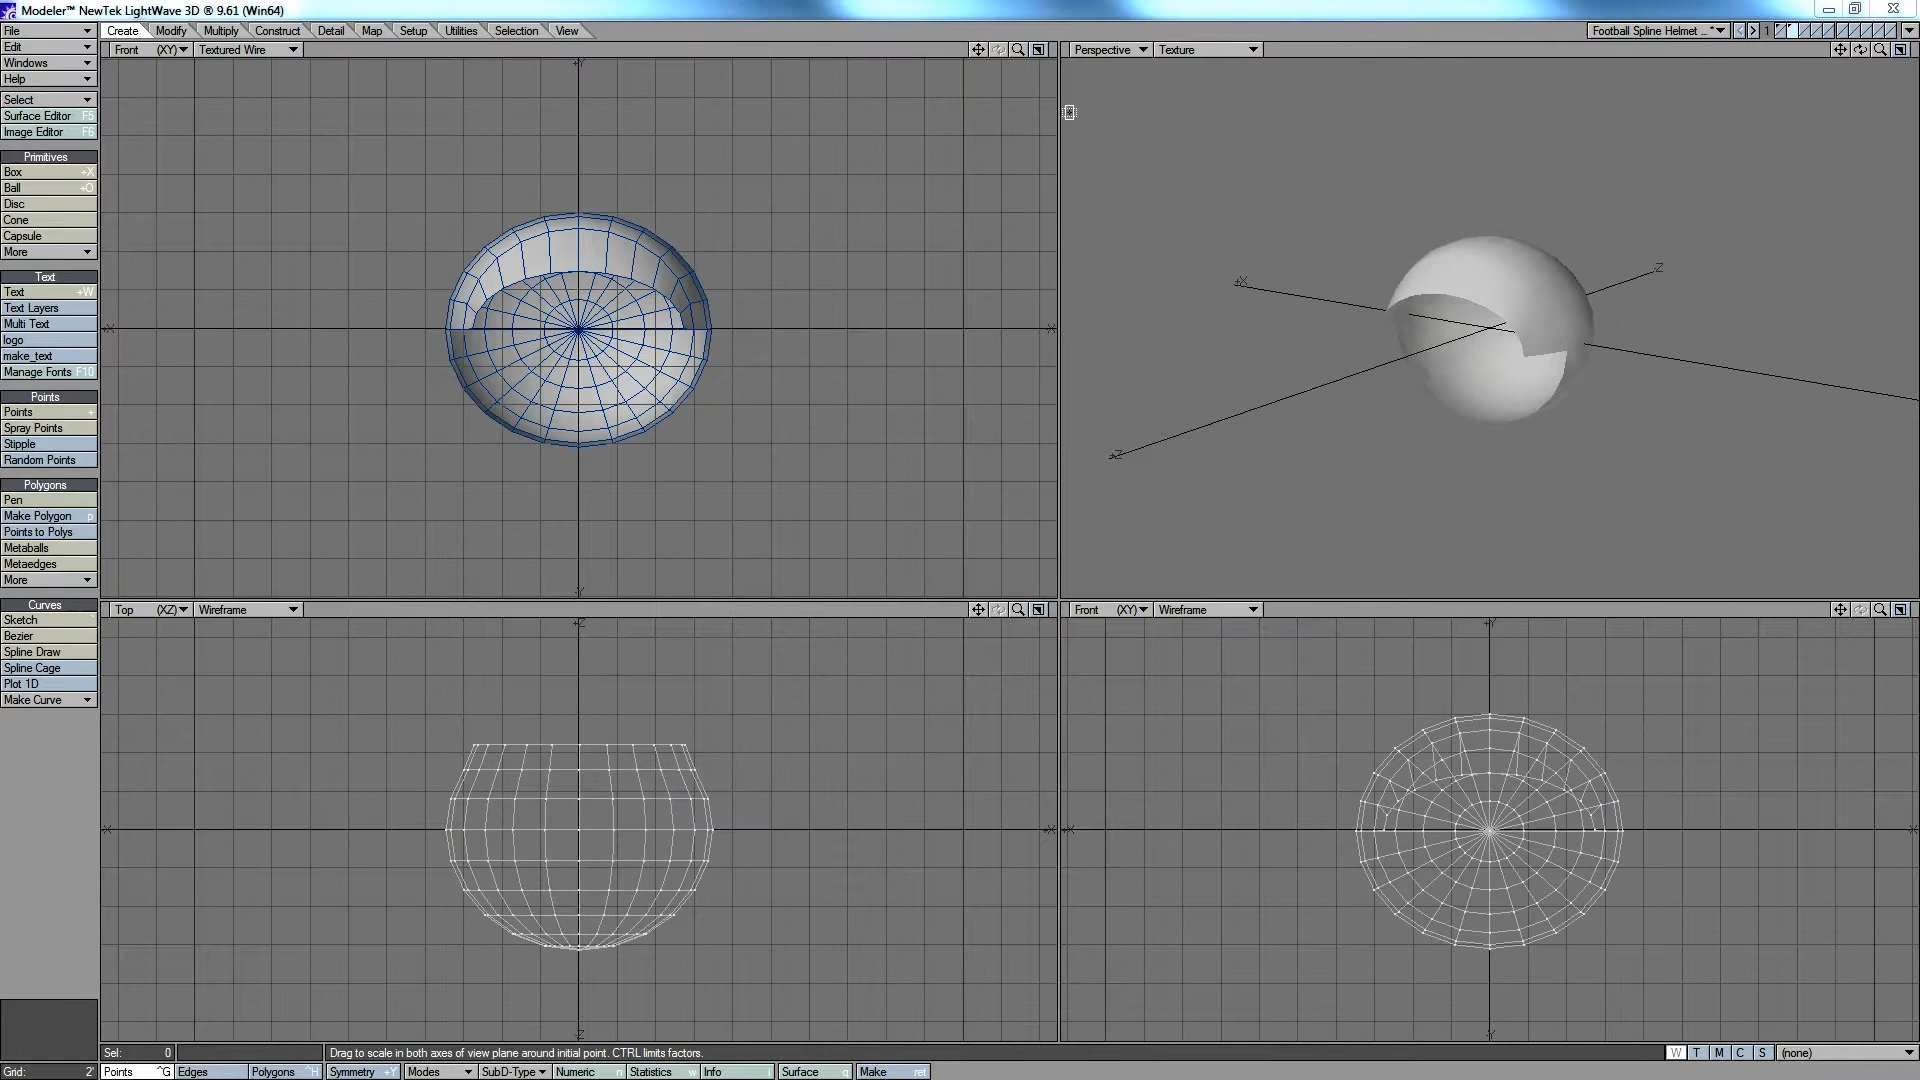 Modeler™ NewTek LightWave 3D ® 9.61 (Win64)
File Create Modify Multiply Construct Detail Map Setup Utilities Selection View Football Spline Helmet ...* 1
Edit Front (XY) Textured Wire Perspective Texture
Windows
Help
Select
Surface Editor F5
Image Editor F6
Primitives
Box +X
Ball +O
Disc
Cone
Capsule
More
Text
Text +W
Text Layers
Multi Text
logo
make_text
Manage Fonts F10
Points
Points +
Spray Points
Stipple
Random Points
Polygons
Pen
Make Polygon p
Points to Polys
Metaballs
Metaedges
More
Curves
Sketch
Bezier
Spline Draw
Spline Cage
Plot 1D
Make Curve
Top (XZ) Wireframe Front (XY) Wireframe
Sel: 0 Drag to scale in both axes of view plane around initial point. CTRL limits factors. W T M C S (none)
Grid: 2' Points ^G Edges Polygons ^H Symmetry +Y Modes SubD-Type Numeric n Statistics w Info i Surface q Make ret